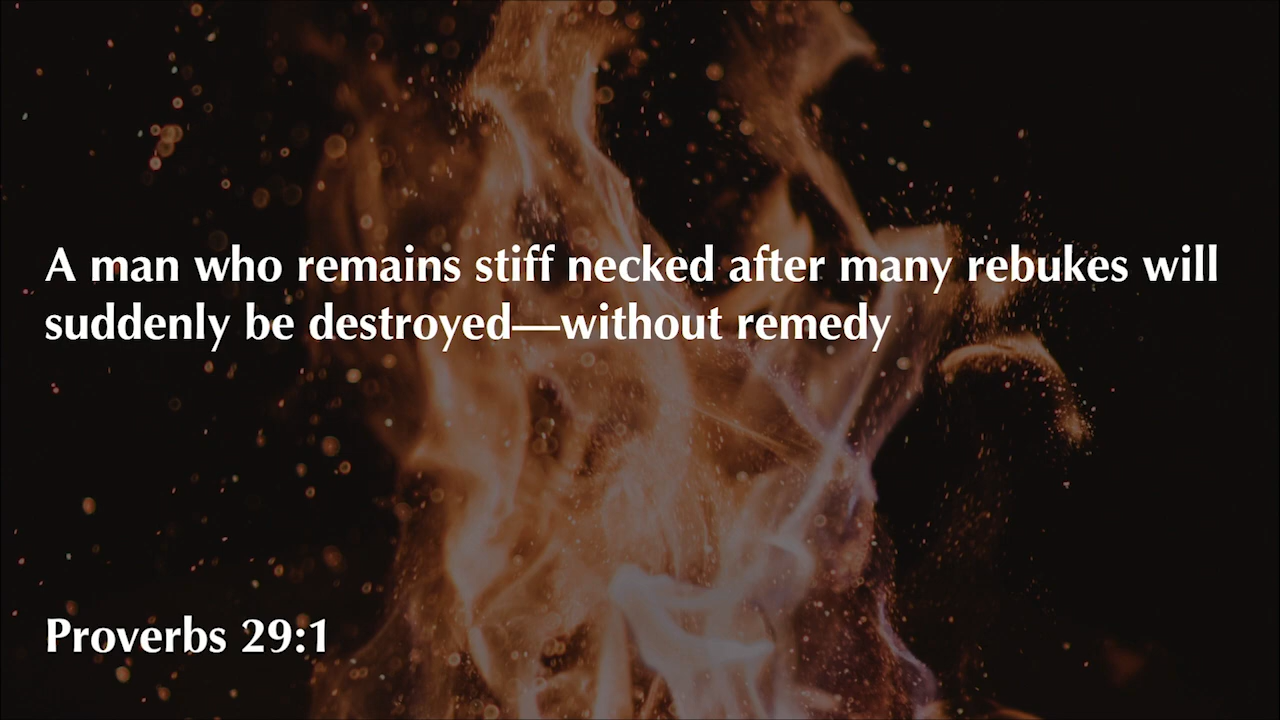 A man who remains stiff necked after many rebukes will
suddenly be destroyed—without remedy
Proverbs 29:1